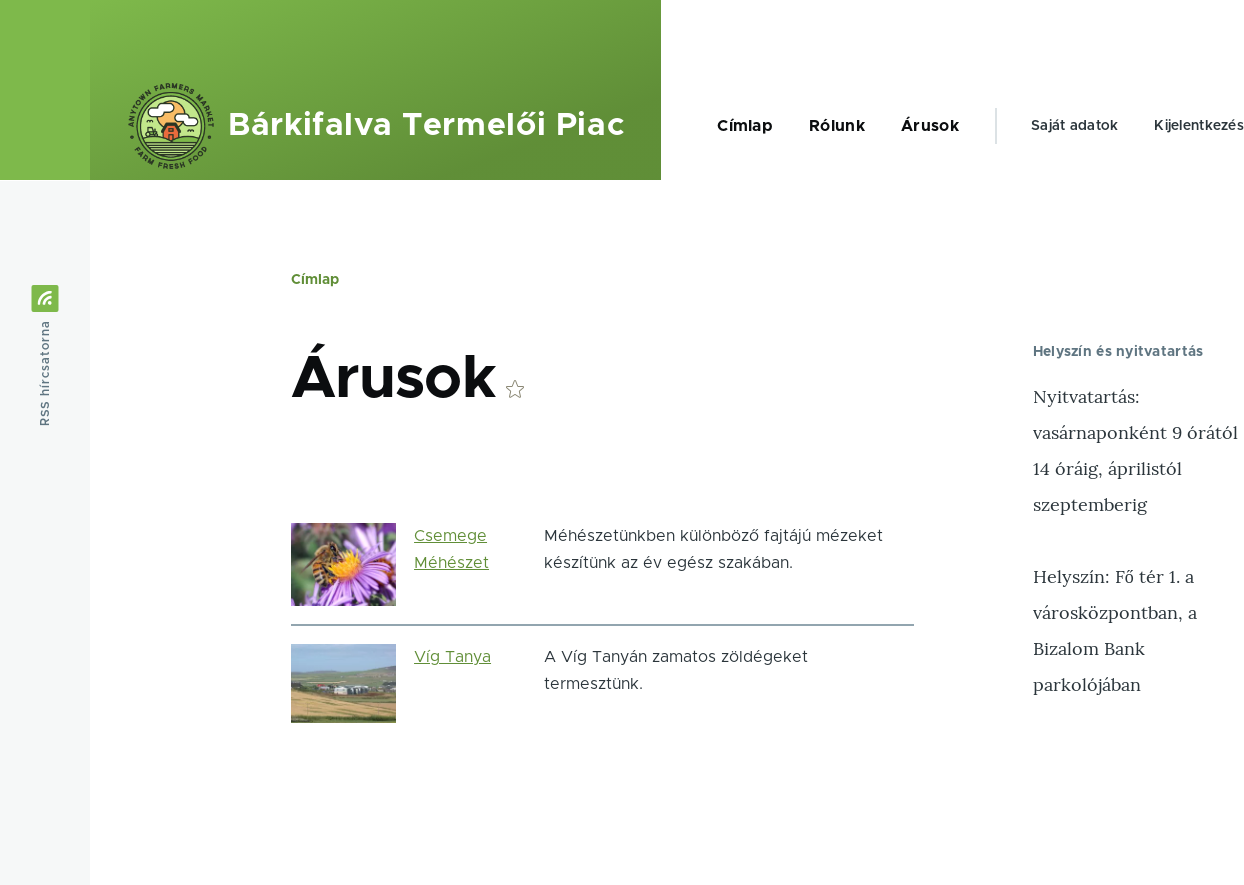 ANYTOWN FARMERS MARKET
FARM FRESH FOOD
Bárkifalva Termelői Piac
Címlap
Rólunk
Árusok
Saját adatok
Kijelentkezés
RSS hírcsatorna
Címlap
Árusok
Csemege
Méhészet
Méhészetünkben különböző fajtájú mézeket
készítünk az év egész szakában.
Víg Tanya
A Víg Tanyán zamatos zöldégeket
termesztünk.
Helyszín és nyitvatartás
Nyitvatartás:
vasárnaponként 9 órától
14 óráig, áprilistól
szeptemberig
Helyszín: Fő tér 1. a
városközpontban, a
Bizalom Bank
parkolójában